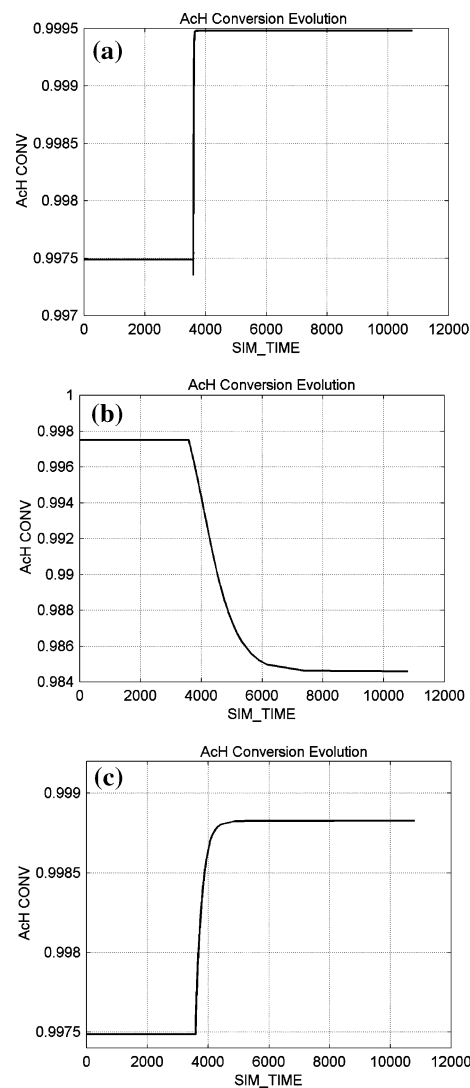 AcH Conversion Evolution
(a)
0.9995
0.999
0.9985
0.998
0.9975
0.997
AcH CONV
0 2000 4000 6000 8000 10000 12000
SIM_TIME
AcH Conversion Evolution
(b)
1
0.998
0.996
0.994
0.992
0.99
0.988
0.986
0.984
AcH CONV
0 2000 4000 6000 8000 10000 12000
SIM_TIME
AcH Conversion Evolution
(c)
0.999
0.9985
0.998
0.9975
AcH CONV
0 2000 4000 6000 8000 10000 12000
SIM_TIME